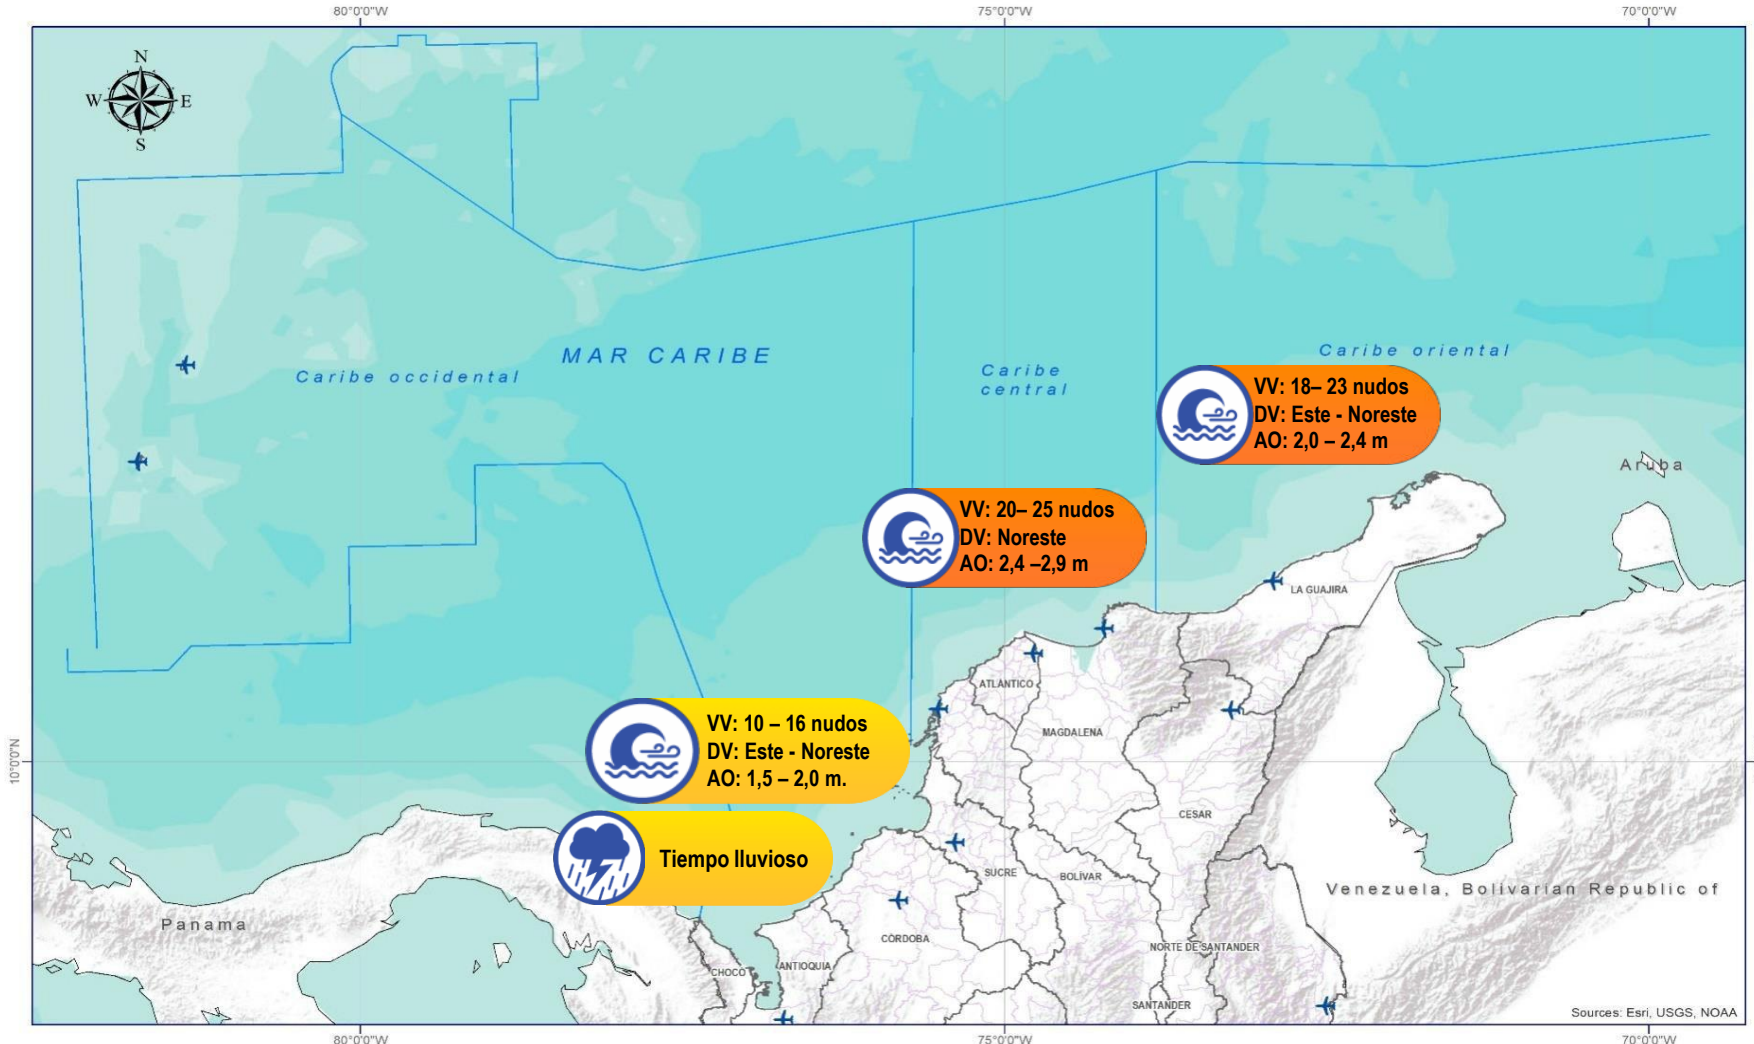 80°0'0"W
75°0'0"W
70°0'0"W
N
W
E
S
MAR CARIBE
Caribe occidental
Caribe
central
Caribe oriental
VV: 18– 23 nudos
DV: Este - Noreste
AO: 2,0 – 2,4 m
Aruba
VV: 20– 25 nudos
DV: Noreste
AO: 2,4 –2,9 m
LA GUAJIRA
ATLÁNTICO
VV: 10 – 16 nudos
DV: Este - Noreste
AO: 1,5 – 2,0 m.
MAGDALENA
10°0'0"N
CESAR
Tiempo lluvioso
SUCRE
BOLÍVAR
Venezuela, Bolivarian Republic of
Panama
CÓRDOBA
NORTE DE SANTANDER
CHOCÓ
ANTIOQUIA
SANTANDER
Sources: Esri, USGS, NOAA
80°0'0"W
75°0'0"W
70°0'0"W